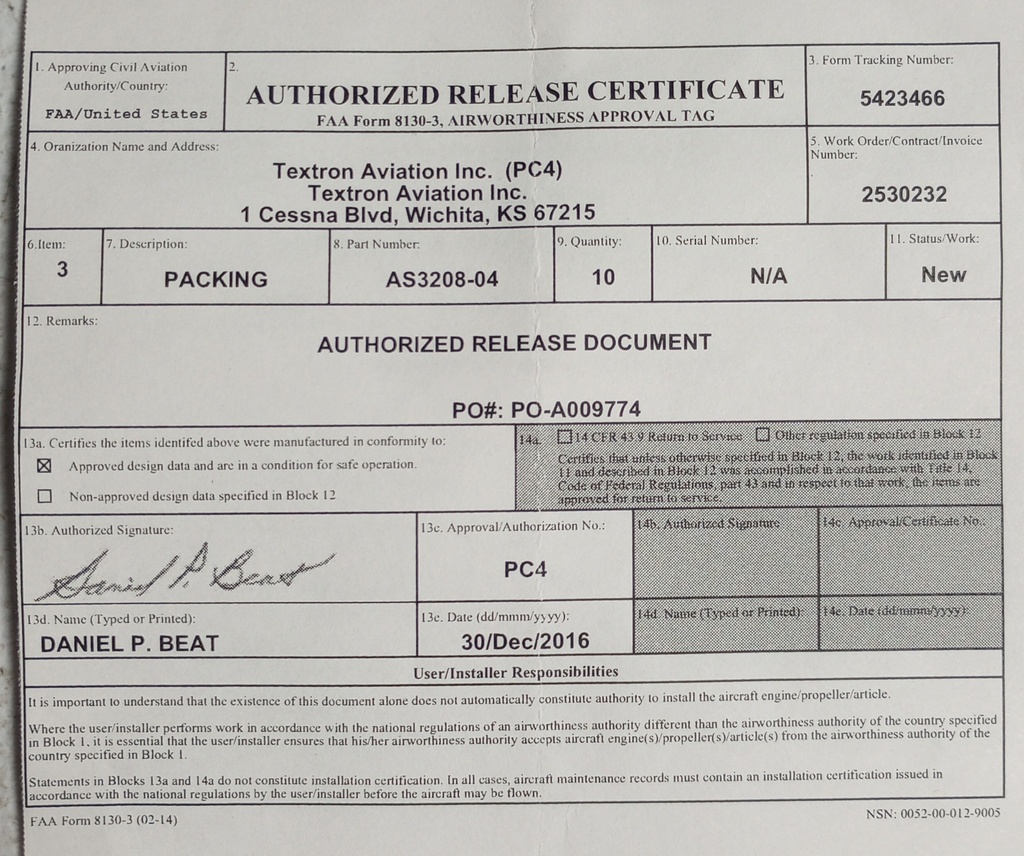 1. Approving Civil Aviation
Authority/Country:
FAA/United States
2.
AUTHORIZED RELEASE CERTIFICATE
FAA Form 8130-3, AIRWORTHINESS APPROVAL TAG
3. Form Tracking Number:
5423466
4. Oranization Name and Address:
Textron Aviation Inc. (PC4)
Textron Aviation Inc.
1 Cessna Blvd, Wichita, KS 67215
5. Work Order/Contract/Invoice
Number:
2530232
6.Item:
3
7. Description:
PACKING
8. Part Number:
AS3208-04
9. Quantity:
10
10. Serial Number:
N/A
11. Status/Work:
New
12. Remarks:
AUTHORIZED RELEASE DOCUMENT
PO#: PO-A009774
13a. Certifies the items identifed above were manufactured in conformity to:
Approved design data and are in a condition for safe operation.
Non-approved design data specified in Block 12
14a. 14 CFR 43.9 Return to Service Other regulation specified in Block 12
Certifies that unless otherwise specified in Block 12, the work identified in Block
11 and described in Block 12 was accomplished in accordance with Title 14,
Code of Federal Regulations, part 43 and in respect to that work, the items are
approved for return to service.
13b. Authorized Signature:
Daniel P. Beat
13c. Approval/Authorization No.:
PC4
14b. Authorized Signature
14c. Approval/Certificate No.:
13d. Name (Typed or Printed):
DANIEL P. BEAT
13e. Date (dd/mmm/yyyy):
30/Dec/2016
14d. Name (Typed or Printed):
14e. Date (dd/mmm/yyyy):
User/Installer Responsibilities
It is important to understand that the existence of this document alone does not automatically constitute authority to install the aircraft engine/propeller/article.
Where the user/installer performs work in accordance with the national regulations of an airworthiness authority different than the airworthiness authority of the country specified
in Block 1, it is essential that the user/installer ensures that his/her airworthiness authority accepts aircraft engine(s)/propeller(s)/article(s) from the airworthiness authority of the
country specified in Block 1.
Statements in Blocks 13a and 14a do not constitute installation certification. In all cases, aircraft maintenance records must contain an installation certification issued in
accordance with the national regulations by the user/installer before the aircraft may be flown.
FAA Form 8130-3 (02-14)
NSN: 0052-00-012-9005